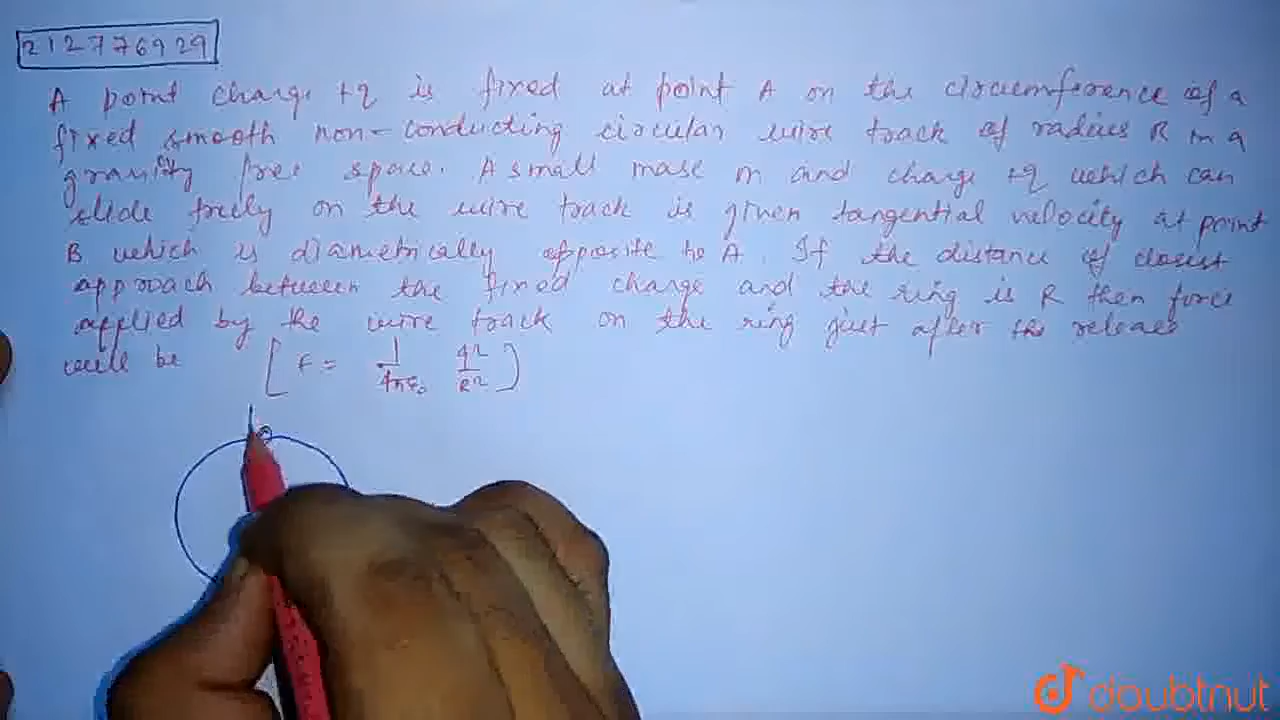 212776929
A point charge +q is fixed at point A on the circumference of a
fixed smooth non-conducting circular wire track of radius R in a
gravity free space. A small mass m and charge +q which can
slide freely on the wire track is given tangential velocity at point
B which is diametrically opposite to A. If the distance of closest
approach between the fixed charge and the ring is R then force
applied by the wire track on the ring just after the release
will be [F = 1/4πε₀ q²/R²]
doubtnut